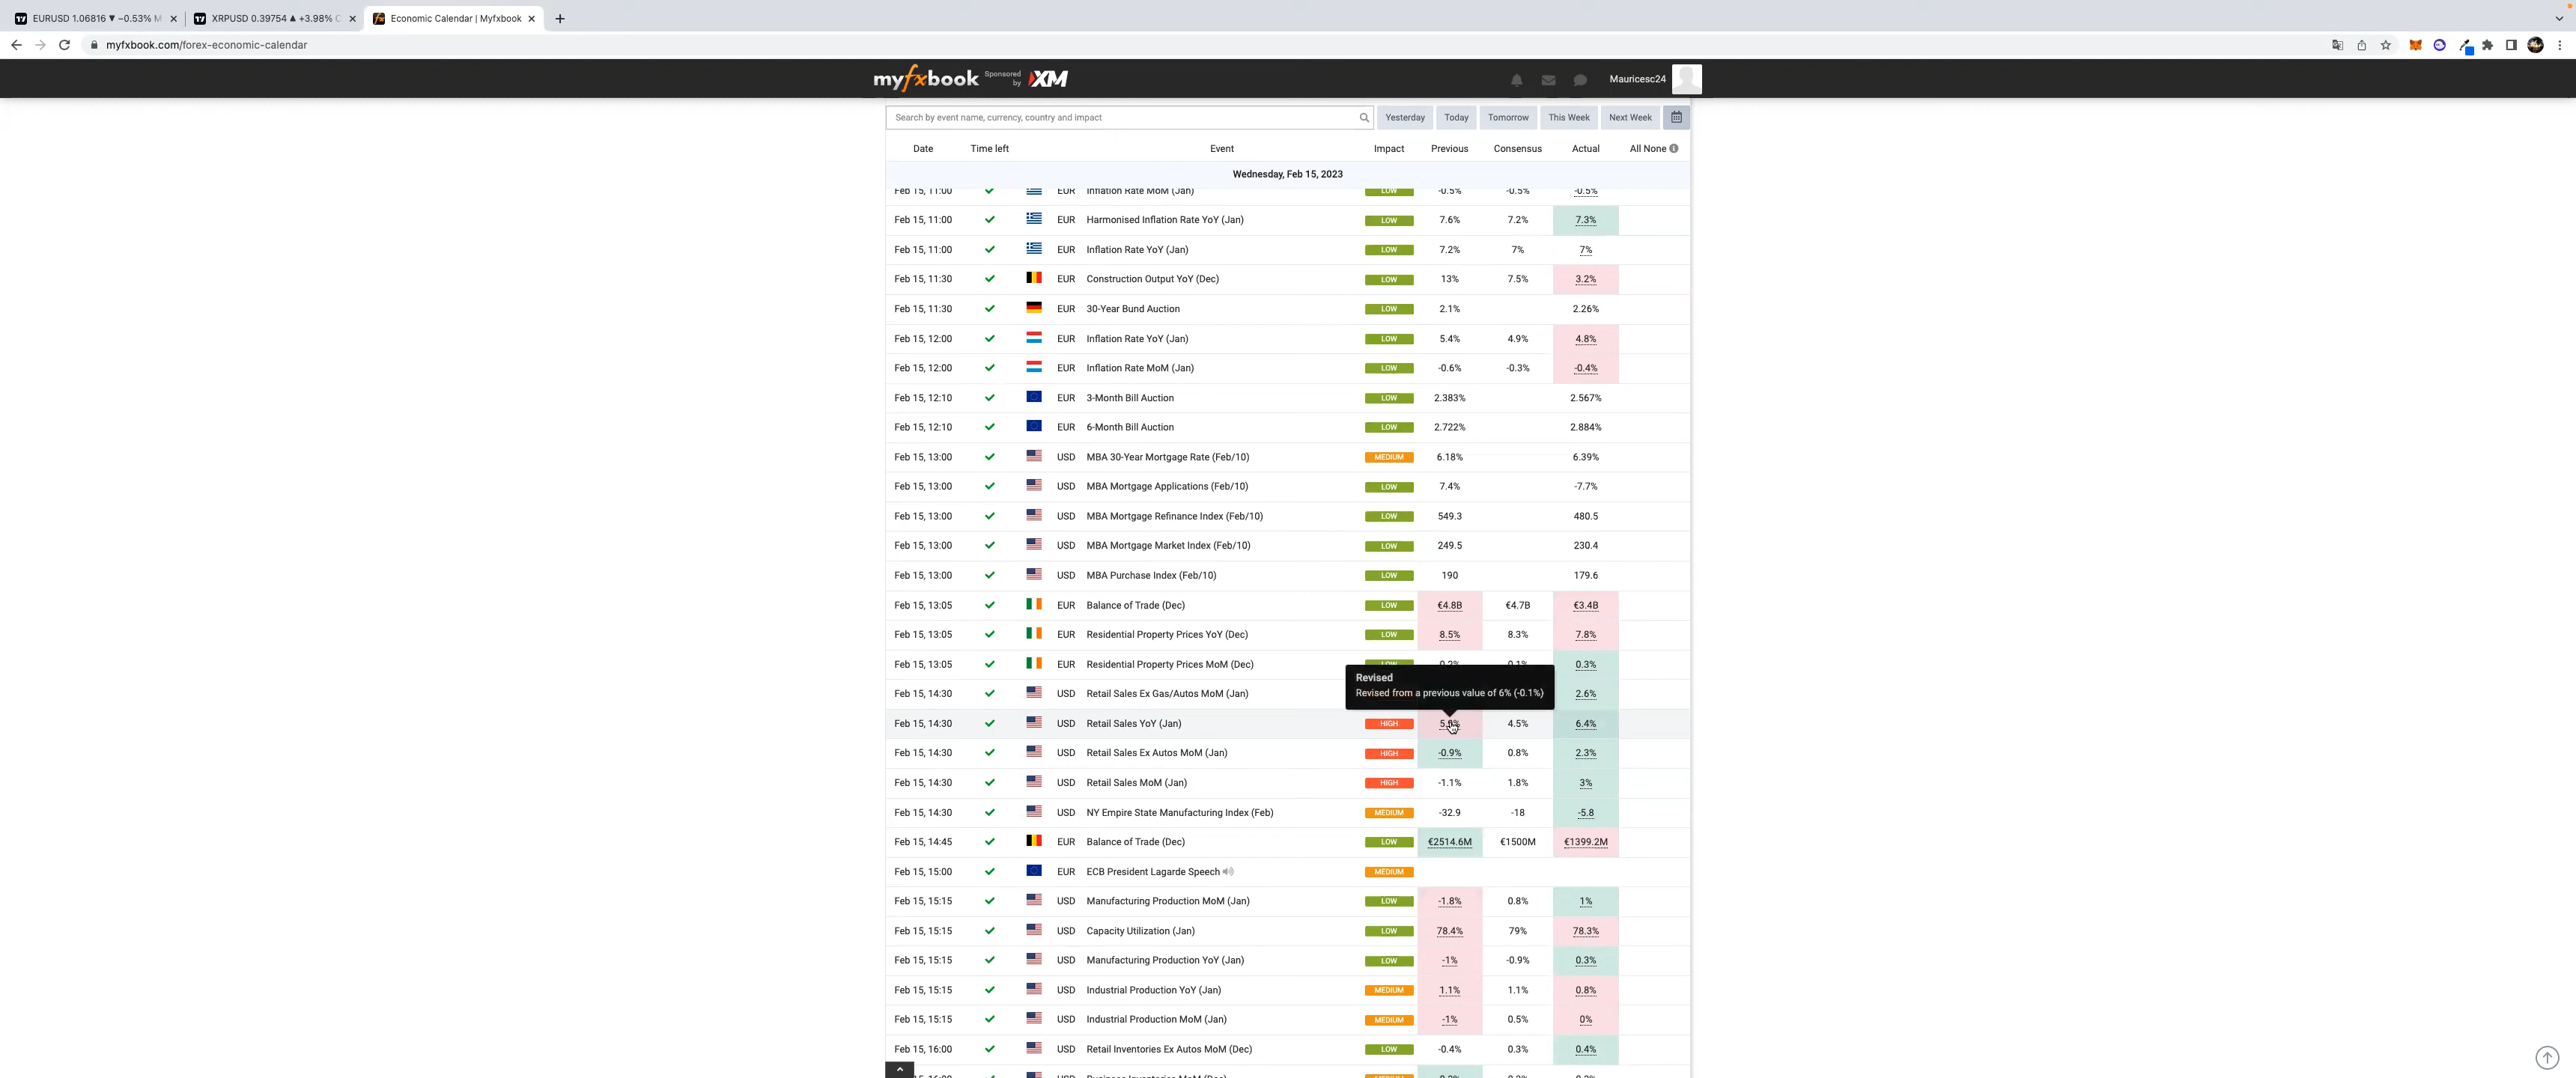 EURUSD 1.06816 ▼ −0.53% M
XRPUSD 0.39754 ▲ +3.98% C
Economic Calendar | Myfxbook
myfxbook.com/forex-economic-calendar
myfxbook Sponsored by XM
Mauricesc24
Search by event name, currency, country and impact Yesterday Today Tomorrow This Week Next Week
Date Time left Event Impact Previous Consensus Actual All None
Wednesday, Feb 15, 2023
Feb 15, 11:00 EUR Inflation Rate MoM (Jan) LOW -0.5% -0.5% -0.5%
Feb 15, 11:00 EUR Harmonised Inflation Rate YoY (Jan) LOW 7.6% 7.2% 7.3%
Feb 15, 11:00 EUR Inflation Rate YoY (Jan) LOW 7.2% 7% 7%
Feb 15, 11:30 EUR Construction Output YoY (Dec) LOW 13% 7.5% 3.2%
Feb 15, 11:30 EUR 30-Year Bund Auction LOW 2.1% 2.26%
Feb 15, 12:00 EUR Inflation Rate YoY (Jan) LOW 5.4% 4.9% 4.8%
Feb 15, 12:00 EUR Inflation Rate MoM (Jan) LOW -0.6% -0.3% -0.4%
Feb 15, 12:10 EUR 3-Month Bill Auction LOW 2.383% 2.567%
Feb 15, 12:10 EUR 6-Month Bill Auction LOW 2.722% 2.884%
Feb 15, 13:00 USD MBA 30-Year Mortgage Rate (Feb/10) MEDIUM 6.18% 6.39%
Feb 15, 13:00 USD MBA Mortgage Applications (Feb/10) LOW 7.4% -7.7%
Feb 15, 13:00 USD MBA Mortgage Refinance Index (Feb/10) LOW 549.3 480.5
Feb 15, 13:00 USD MBA Mortgage Market Index (Feb/10) LOW 249.5 230.4
Feb 15, 13:00 USD MBA Purchase Index (Feb/10) LOW 190 179.6
Feb 15, 13:05 EUR Balance of Trade (Dec) LOW €4.8B €4.7B €3.4B
Feb 15, 13:05 EUR Residential Property Prices YoY (Dec) LOW 8.5% 8.3% 7.8%
Feb 15, 13:05 EUR Residential Property Prices MoM (Dec) 0.3%
Revised
Revised from a previous value of 6% (-0.1%)
Feb 15, 14:30 USD Retail Sales Ex Gas/Autos MoM (Jan) 2.6%
Feb 15, 14:30 USD Retail Sales YoY (Jan) HIGH 4.5% 6.4%
Feb 15, 14:30 USD Retail Sales Ex Autos MoM (Jan) HIGH -0.9% 0.8% 2.3%
Feb 15, 14:30 USD Retail Sales MoM (Jan) HIGH -1.1% 1.8% 3%
Feb 15, 14:30 USD NY Empire State Manufacturing Index (Feb) MEDIUM -32.9 -18 -5.8
Feb 15, 14:45 EUR Balance of Trade (Dec) LOW €2514.6M €1500M €1399.2M
Feb 15, 15:00 EUR ECB President Lagarde Speech MEDIUM
Feb 15, 15:15 USD Manufacturing Production MoM (Jan) LOW -1.8% 0.8% 1%
Feb 15, 15:15 USD Capacity Utilization (Jan) LOW 78.4% 79% 78.3%
Feb 15, 15:15 USD Manufacturing Production YoY (Jan) LOW -1% -0.9% 0.3%
Feb 15, 15:15 USD Industrial Production YoY (Jan) MEDIUM 1.1% 1.1% 0.8%
Feb 15, 15:15 USD Industrial Production MoM (Jan) MEDIUM -1% 0.5% 0%
Feb 15, 16:00 USD Retail Inventories Ex Autos MoM (Dec) LOW -0.4% 0.3% 0.4%